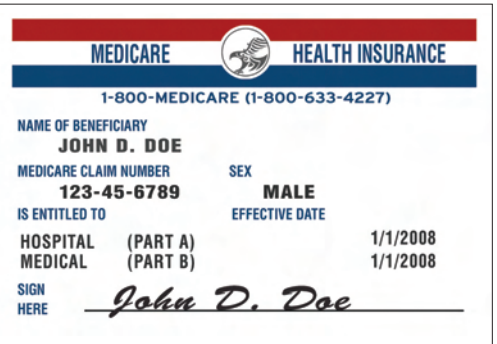 MEDICARE HEALTH INSURANCE
1-800-MEDICARE (1-800-633-4227)
NAME OF BENEFICIARY
JOHN D. DOE
MEDICARE CLAIM NUMBER SEX
123-45-6789 MALE
IS ENTITLED TO EFFECTIVE DATE
HOSPITAL (PART A) 1/1/2008
MEDICAL (PART B) 1/1/2008
SIGN
HERE John D. Doe